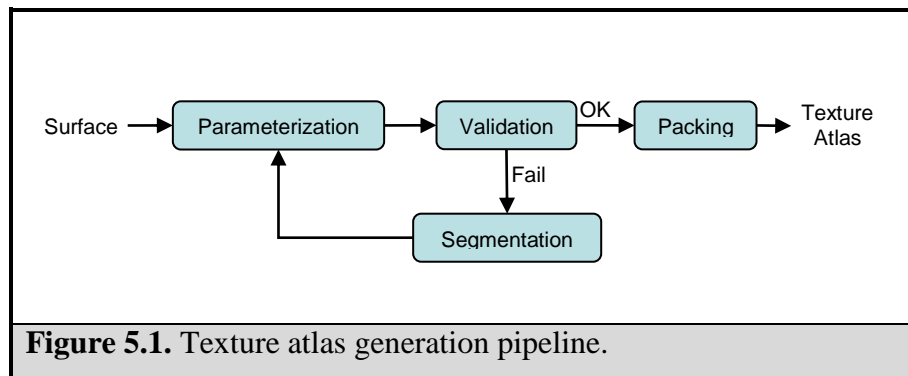 Surface
Parameterization
Validation
OK
Packing
Texture
Atlas
Fail
Segmentation
Figure 5.1. Texture atlas generation pipeline.